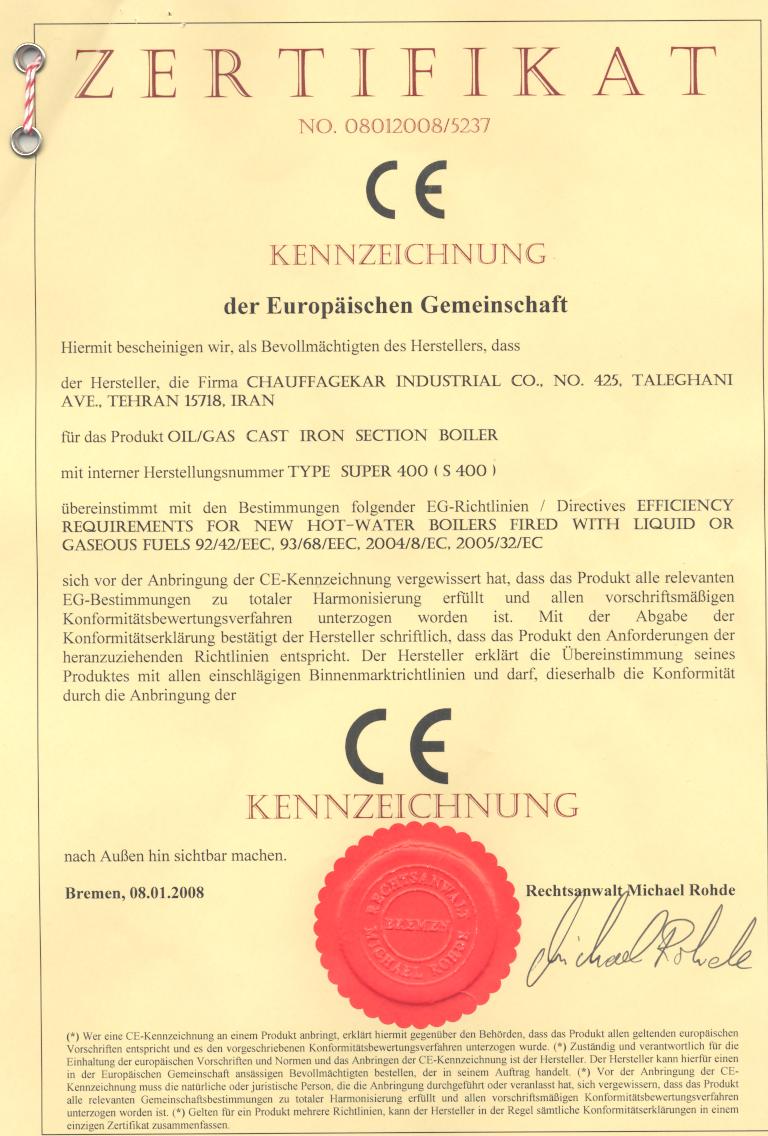 ZERTIFIKAT
NO. 08012008/5237
CE
KENNZEICHNUNG
der Europäischen Gemeinschaft
Hiermit bescheinigen wir, als Bevollmächtigten des Herstellers, dass
der Hersteller, die Firma CHAUFFAGEKAR INDUSTRIAL CO., NO. 425, TALEGHANI
AVE., TEHRAN 15718, IRAN
für das Produkt OIL/GAS CAST IRON SECTION BOILER
mit interner Herstellungsnummer TYPE SUPER 400 ( S 400 )
übereinstimmt mit den Bestimmungen folgender EG-Richtlinien / Directives EFFICIENCY
REQUIREMENTS FOR NEW HOT-WATER BOILERS FIRED WITH LIQUID OR
GASEOUS FUELS 92/42/EEC, 93/68/EEC, 2004/8/EC, 2005/32/EC
sich vor der Anbringung der CE-Kennzeichnung vergewissert hat, dass das Produkt alle relevanten
EG-Bestimmungen zu totaler Harmonisierung erfüllt und allen vorschriftsmäßigen
Konformitätsbewertungsverfahren unterzogen worden ist. Mit der Abgabe der
Konformitätserklärung bestätigt der Hersteller schriftlich, dass das Produkt den Anforderungen der
heranzuziehenden Richtlinien entspricht. Der Hersteller erklärt die Übereinstimmung seines
Produktes mit allen einschlägigen Binnenmarktrichtlinien und darf, dieserhalb die Konformität
durch die Anbringung der
CE
KENNZEICHNUNG
nach Außen hin sichtbar machen.
Bremen, 08.01.2008
Rechtsanwalt Michael Rohde
RECHTSANWALT
BREMEN
MICHAEL ROHDE
Michael Rohde
(*) Wer eine CE-Kennzeichnung an einem Produkt anbringt, erklärt hiermit gegenüber den Behörden, dass das Produkt allen geltenden europäischen
Vorschriften entspricht und es den vorgeschriebenen Konformitätsbewertungsverfahren unterzogen wurde. (*) Zuständig und verantwortlich für die
Einhaltung der europäischen Vorschriften und Normen und das Anbringen der CE-Kennzeichnung ist der Hersteller. Der Hersteller kann hierfür einen
in der Europäischen Gemeinschaft ansässigen Bevollmächtigten bestellen, der in seinem Auftrag handelt. (*) Vor der Anbringung der CE-
Kennzeichnung muss die natürliche oder juristische Person, die die Anbringung durchgeführt oder veranlasst hat, sich vergewissern, dass das Produkt
alle relevanten Gemeinschaftsbestimmungen zu totaler Harmonisierung erfüllt und allen vorschriftsmäßigen Konformitätsbewertungsverfahren
unterzogen worden ist. (*) Gelten für ein Produkt mehrere Richtlinien, kann der Hersteller in der Regel sämtliche Konformitätserklärungen in einem
einzigen Zertifikat zusammenfassen.